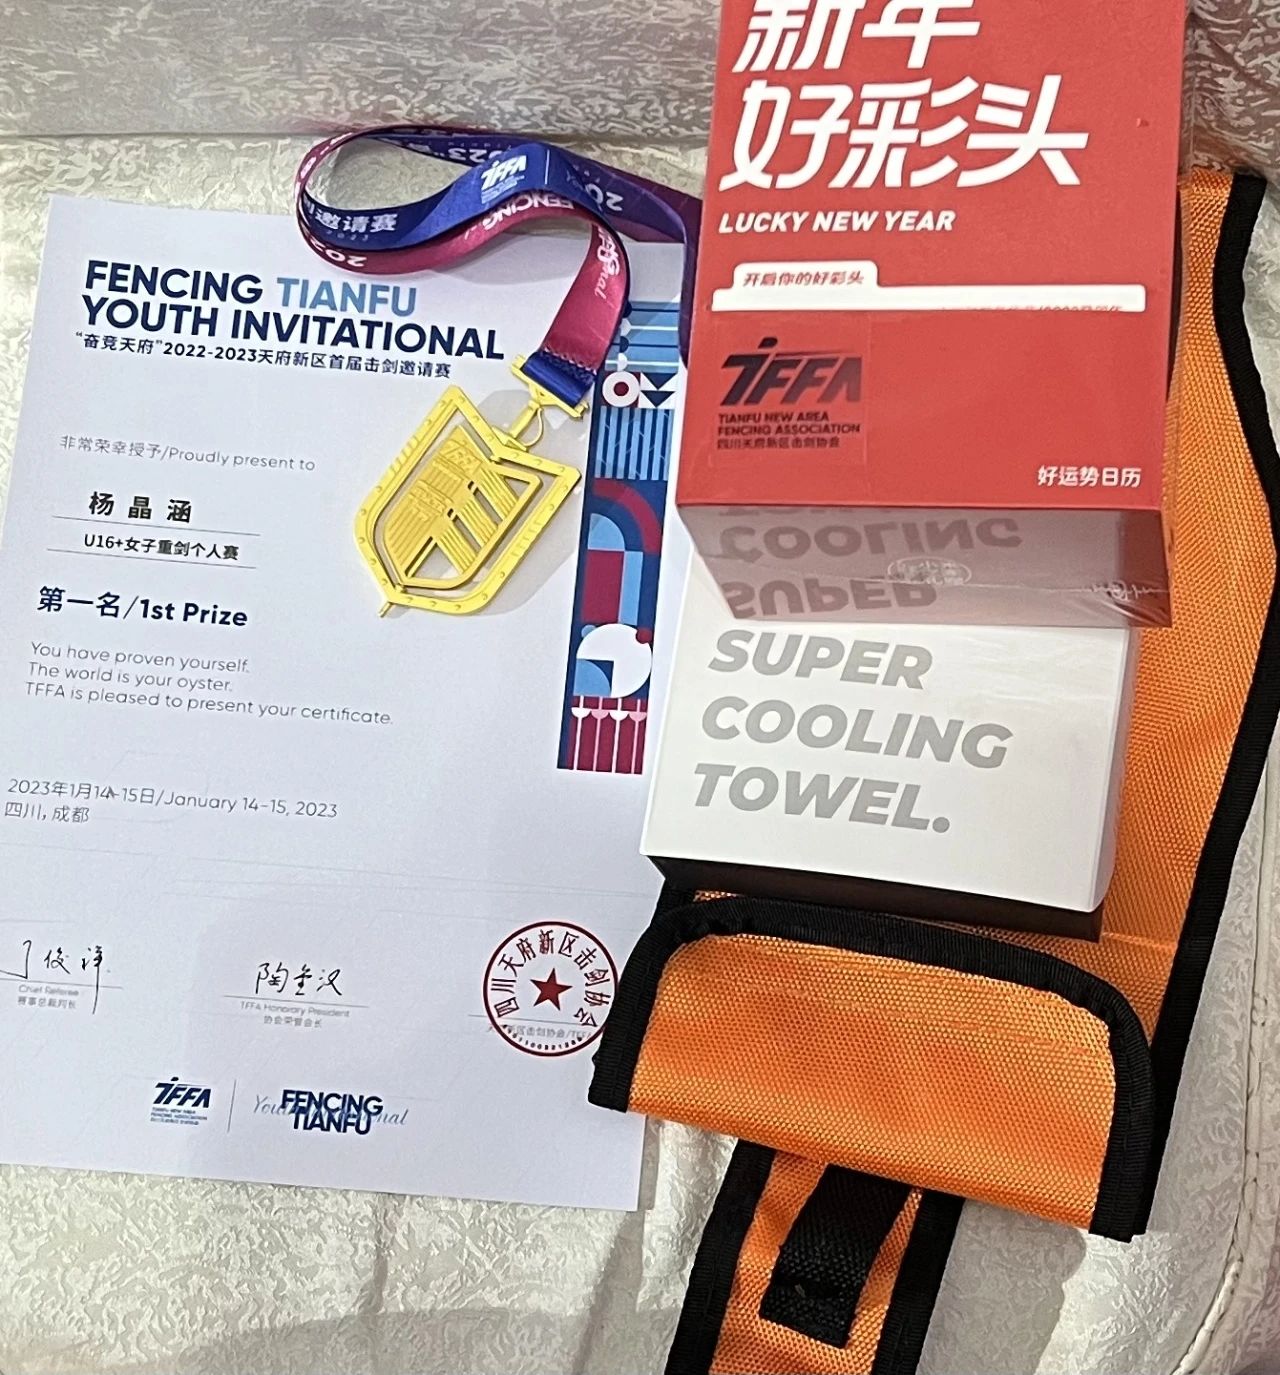 新年
好彩头
LUCKY NEW YEAR
开启你的好彩头
TFFA
TIANFU NEW AREA
FENCING ASSOCIATION
四川天府新区击剑协会
好运势日历
SUPER
COOLING
TOWEL.
TFFA
邀请赛
FENCING
FENCING TIANFU
YOUTH INVITATIONAL
“奋竞天府”2022-2023天府新区首届击剑邀请赛
非常荣幸授予/Proudly present to
杨晶涵
U16+女子重剑个人赛
第一名/1st Prize
You have proven yourself.
The world is your oyster.
TFFA is pleased to present your certificate.
2023年1月14-15日/January 14-15, 2023
四川, 成都
Chief Referee
赛事总裁判长
TFFA Honorary President
协会荣誉会长
四川天府新区击剑协会
TFFA
TIANFU NEW AREA
FENCING ASSOCIATION
FENCING
TIANFU